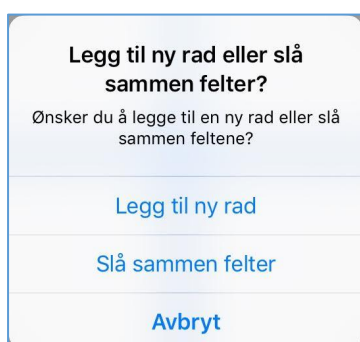 Legg til ny rad eller slå
sammen felter?
Ønsker du å legge til en ny rad eller slå
sammen feltene?
Legg til ny rad
Slå sammen felter
Avbryt